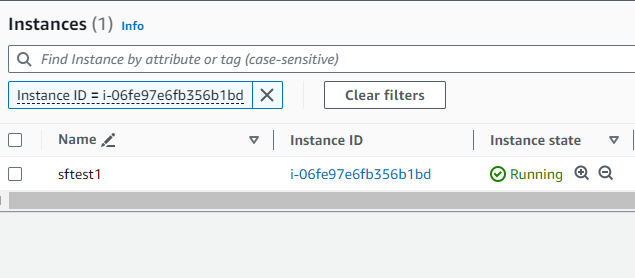 Instances (1) Info
Find Instance by attribute or tag (case-sensitive)
Instance ID = i-06fe97e6fb356b1bd
Clear filters
Name Instance ID Instance state
sftest1 i-06fe97e6fb356b1bd Running